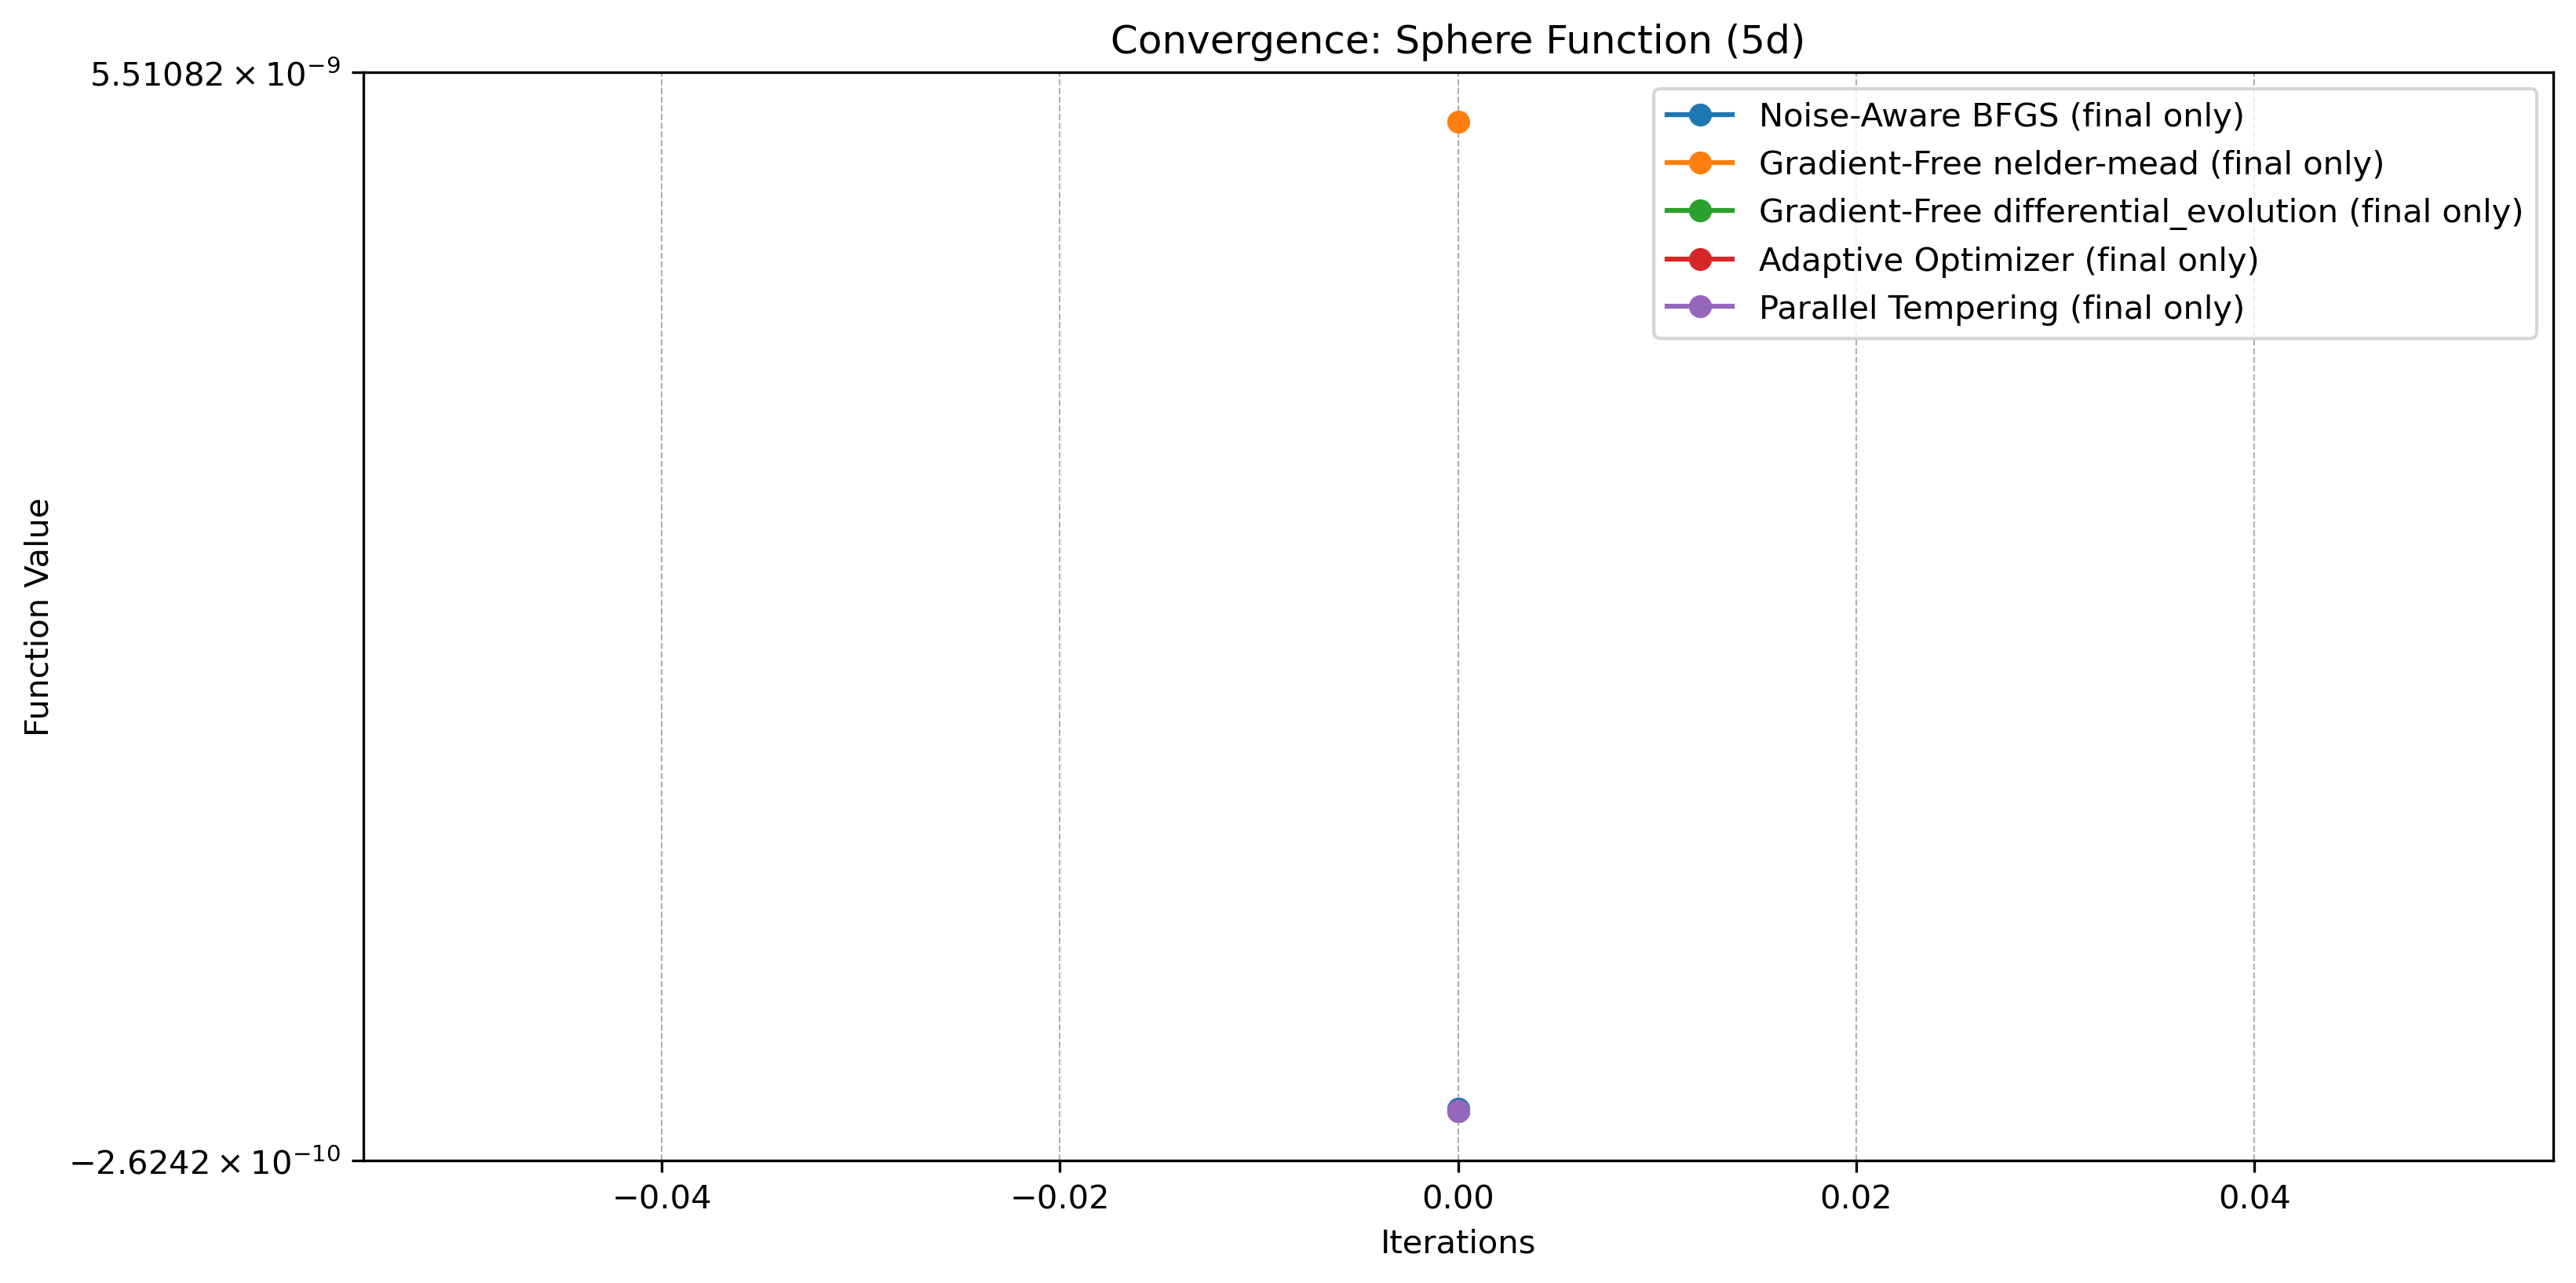 Convergence: Sphere Function (5d)
5.51082 × 10⁻⁹
Noise-Aware BFGS (final only)
Gradient-Free nelder-mead (final only)
Gradient-Free differential_evolution (final only)
Adaptive Optimizer (final only)
Parallel Tempering (final only)
Function Value
−2.6242 × 10⁻¹⁰
−0.04 −0.02 0.00 0.02 0.04
Iterations